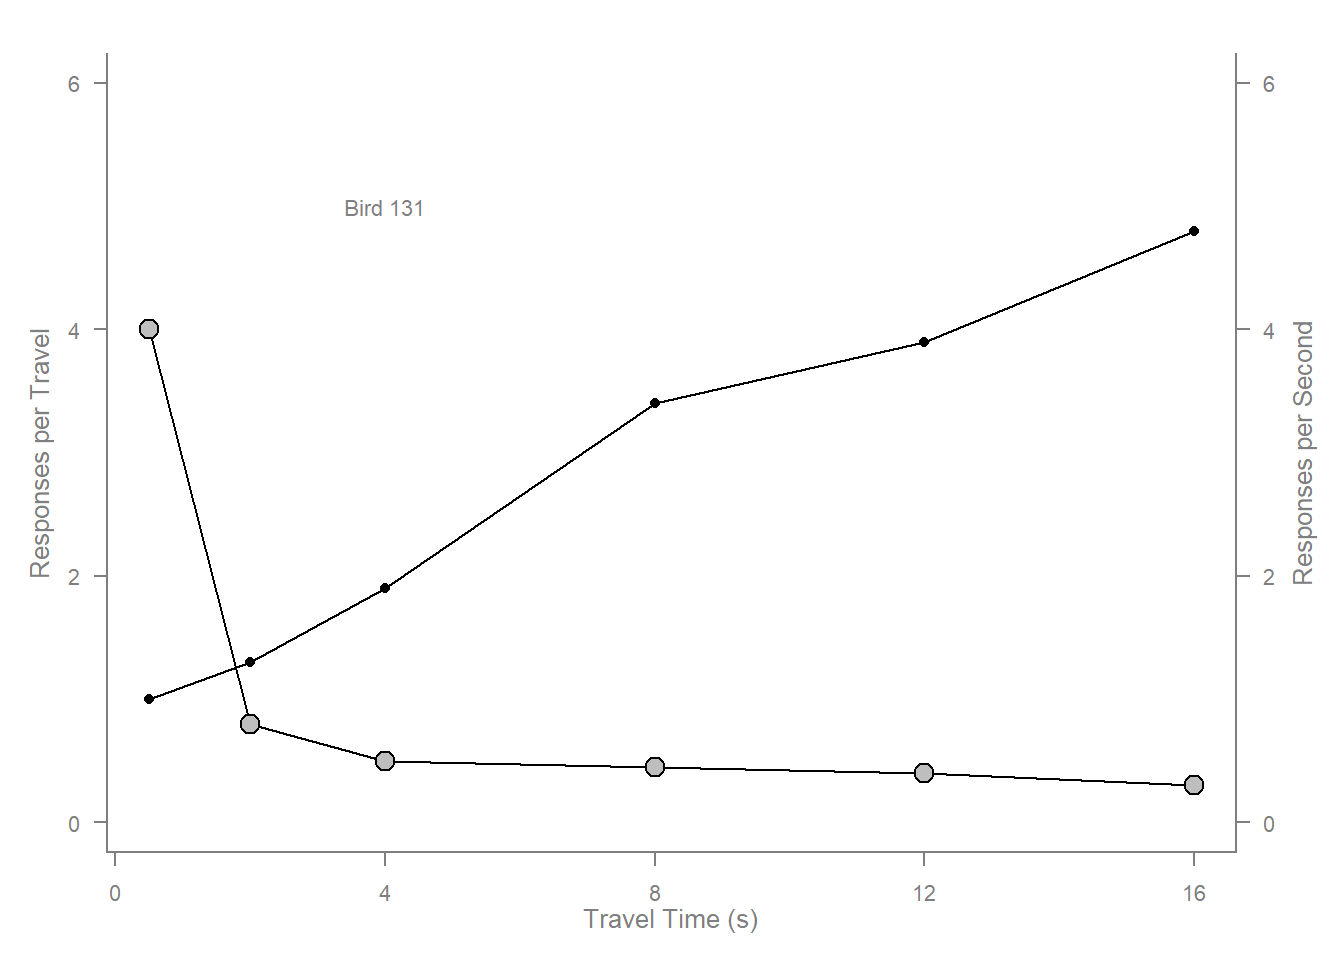 6
6
Bird 131
4
4
Responses per Travel
Responses per Second
2
2
0
0
0 4 8 12 16
Travel Time (s)